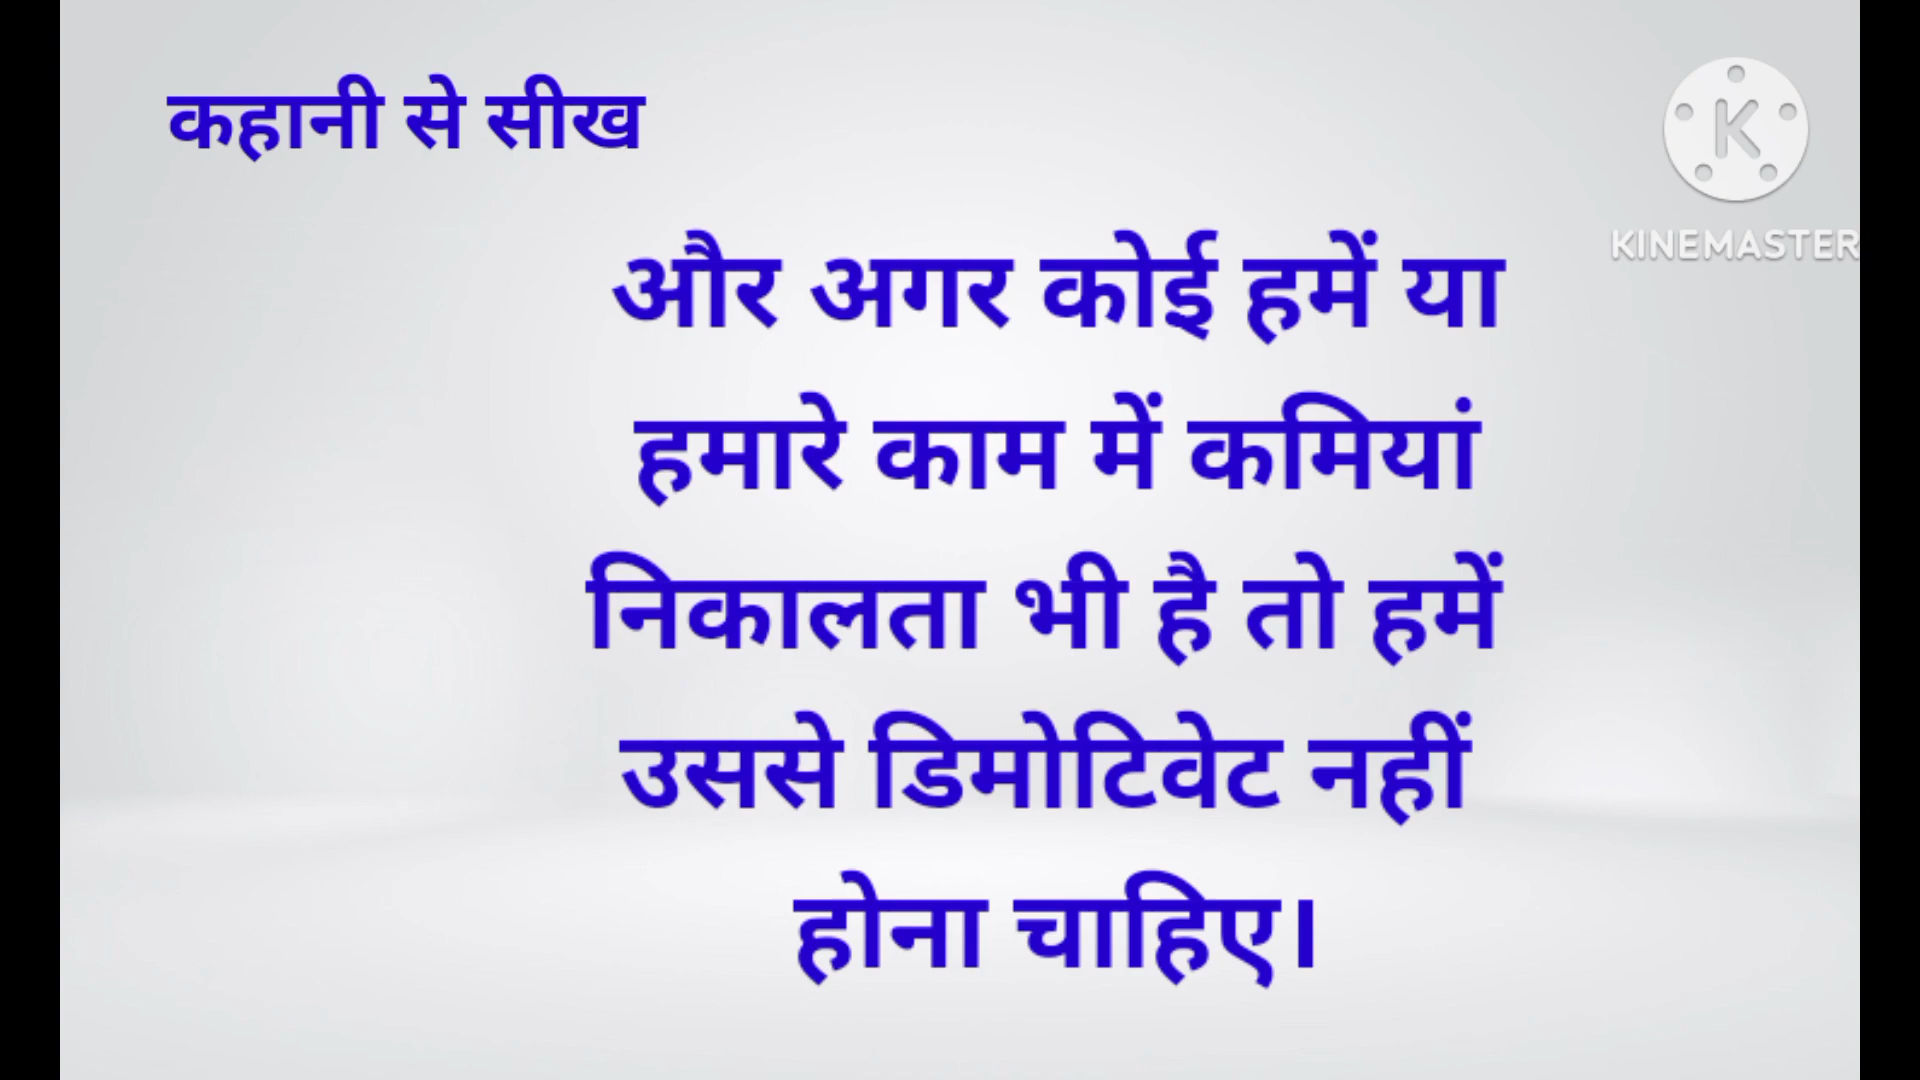 कहानी से सीख
K
KINEMASTER
और अगर कोई हमें या
हमारे काम में कमियां
निकालता भी है तो हमें
उससे डिमोटिवेट नहीं
होना चाहिए।